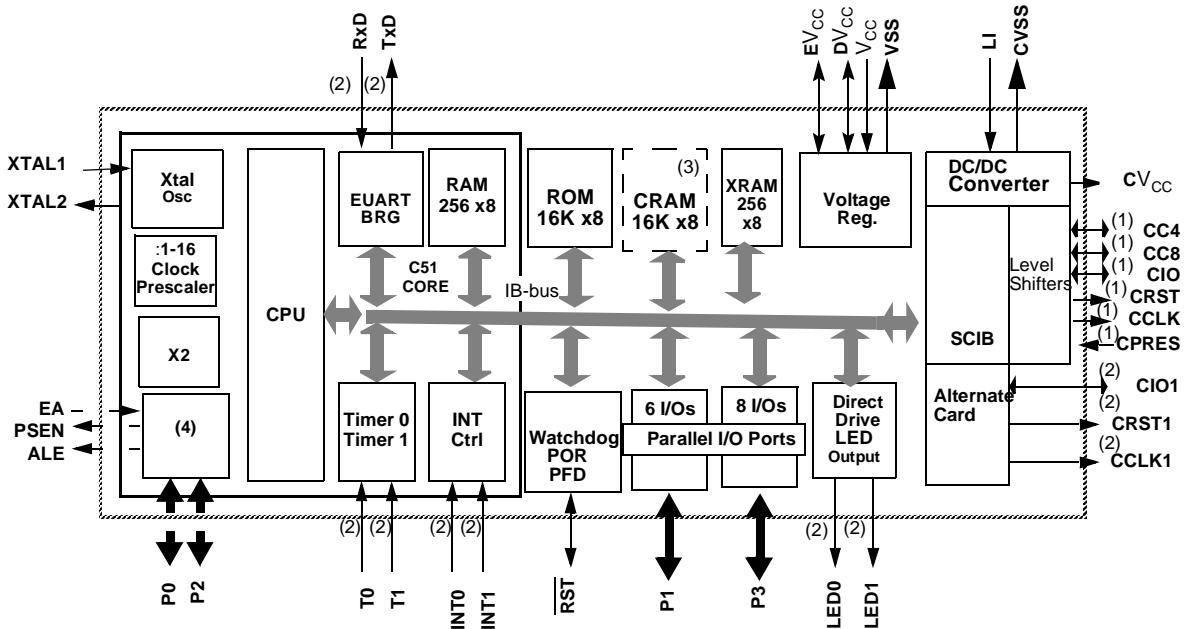 RxD
TxD
EVCC
DVCC
VCC
VSS
LI
CVSS
(2)
(2)
XTAL1
XTAL2
Xtal
Osc
:1-16
Clock
Prescaler
X2
(4)
EA
PSEN
ALE
CPU
EUART
BRG
RAM
256 x8
C51
CORE
IB-bus
ROM
16K x8
(3)
CRAM
16K x8
XRAM
256
x8
Voltage
Reg.
DC/DC
Converter
CVCC
Level
Shifters
SCIB
(1)
CC4
(1)
CC8
(1)
CIO
(1)
CRST
(1)
CCLK
(1)
CPRES
Alternate
Card
CIO1
(2)
CRST1
(2)
CCLK1
Timer 0
Timer 1
INT
Ctrl
Watchdog
POR
PFD
6 I/Os
8 I/Os
Parallel I/O Ports
Direct
Drive
LED
Output
(2)
(2)
(2)
(2)
(2)
(2)
P0
P2
T0
T1
INT0
INT1
RST
P1
P3
LED0
LED1